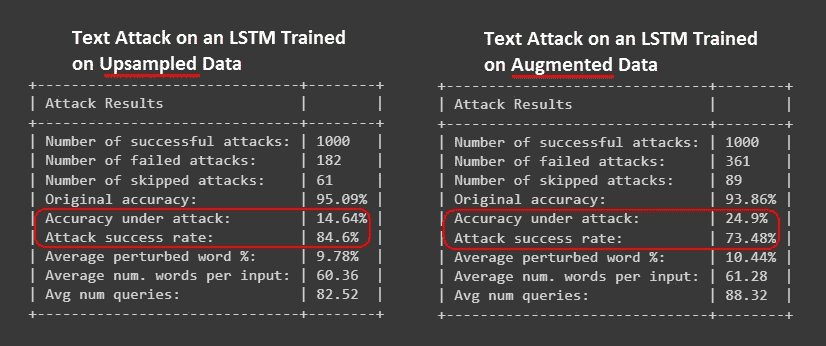 Text Attack on an LSTM Trained
on Upsampled Data
+-------------------------------+--------+
| Attack Results                |        |
+-------------------------------+--------+
| Number of successful attacks: | 1000   |
| Number of failed attacks:     | 182    |
| Number of skipped attacks:    | 61     |
| Original accuracy:            | 95.09% |
| Accuracy under attack:        | 14.64% |
| Attack success rate:          | 84.6%  |
| Average perturbed word %:     | 9.78%  |
| Average num. words per input: | 60.36  |
| Avg num queries:              | 82.52  |
+-------------------------------+--------+
Text Attack on an LSTM Trained
on Augmented Data
+-------------------------------+--------+
| Attack Results                |        |
+-------------------------------+--------+
| Number of successful attacks: | 1000   |
| Number of failed attacks:     | 361    |
| Number of skipped attacks:    | 89     |
| Original accuracy:            | 93.86% |
| Accuracy under attack:        | 24.9%  |
| Attack success rate:          | 73.48% |
| Average perturbed word %:     | 10.44% |
| Average num. words per input: | 61.28  |
| Avg num queries:              | 88.32  |
+-------------------------------+--------+